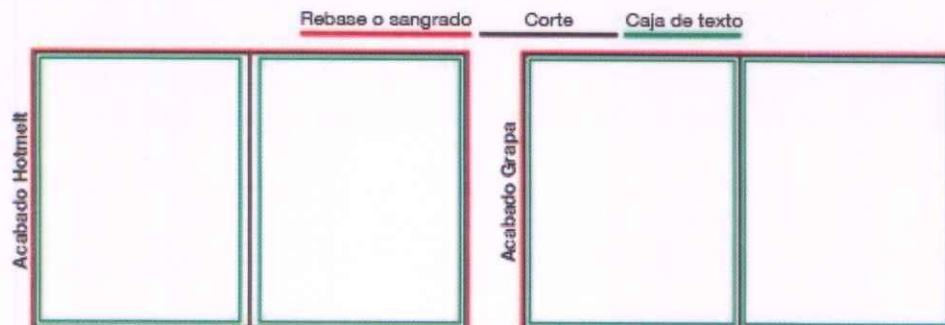 Rebase o sangrado Corte Caja de texto
Acabado Hotmelt
Acabado Grapa